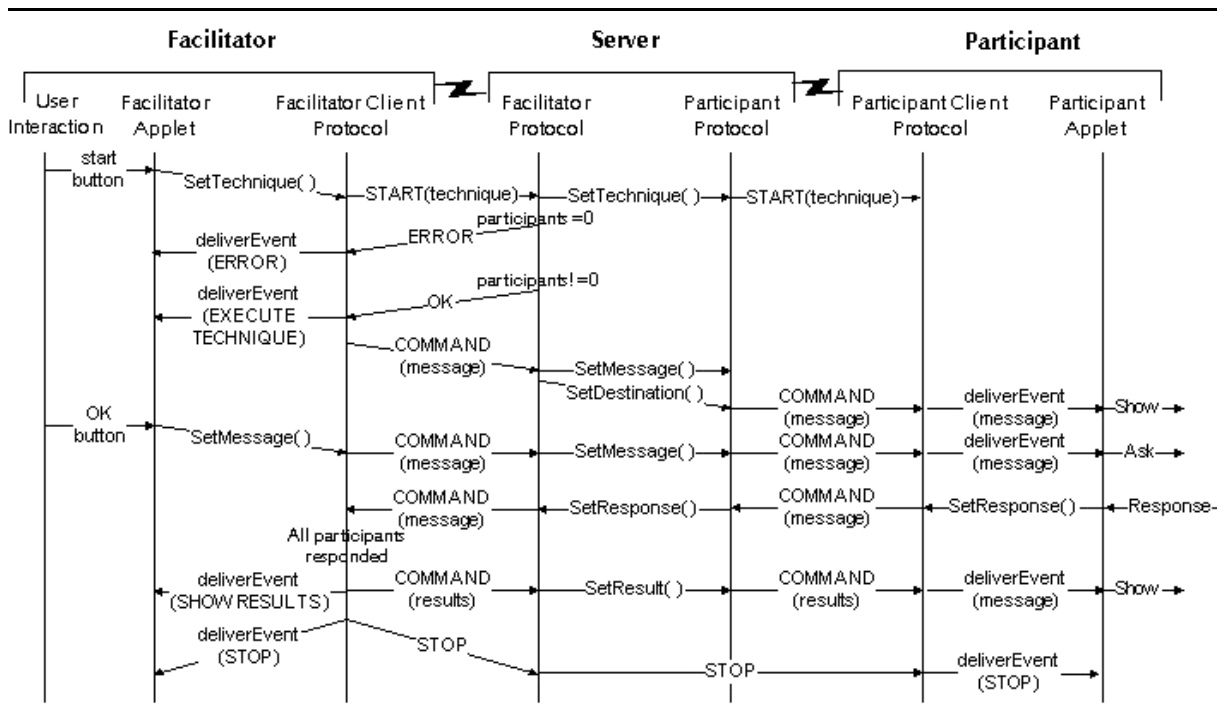 Facilitator Server Participant
User Facilitator Facilitator Client Facilitator Participant Participant Client Participant
Interaction Applet Protocol Protocol Protocol Protocol Applet
start
button
SetTechnique( )
START(technique) SetTechnique( ) START(technique)
participants=0
ERROR
deliverEvent
(ERROR)
participants!=0
OK
deliverEvent
(EXECUTE
TECHNIQUE)
COMMAND
(message)
SetMessage( )
SetDestination( )
COMMAND
(message)
deliverEvent
(message)
Show
OK
button
SetMessage( )
COMMAND
(message)
SetMessage( )
COMMAND
(message)
deliverEvent
(message)
Ask
COMMAND
(message)
SetResponse( )
COMMAND
(message)
SetResponse( )
Response
All participants
responded
deliverEvent
(SHOW RESULTS)
COMMAND
(results)
SetResult( )
COMMAND
(results)
deliverEvent
(message)
Show
deliverEvent
(STOP)
STOP
STOP
deliverEvent
(STOP)